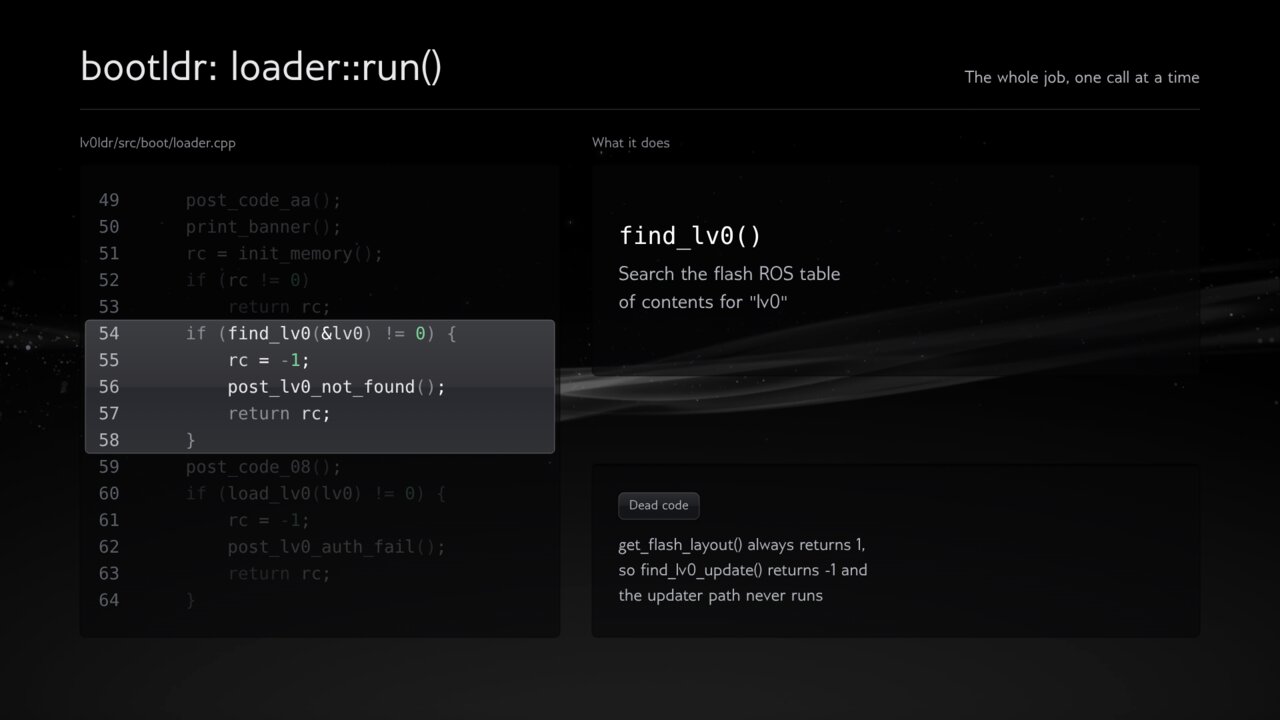 bootldr: loader::run()
The whole job, one call at a time
lv0ldr/src/boot/loader.cpp
49 post_code_aa();
50 print_banner();
51 rc = init_memory();
52 if (rc != 0)
53 return rc;
54 if (find_lv0(&lv0) != 0) {
55 rc = -1;
56 post_lv0_not_found();
57 return rc;
58 }
59 post_code_08();
60 if (load_lv0(lv0) != 0) {
61 rc = -1;
62 post_lv0_auth_fail();
63 return rc;
64 }
What it does
find_lv0()
Search the flash ROS table
of contents for "lv0"
Dead code
get_flash_layout() always returns 1,
so find_lv0_update() returns -1 and
the updater path never runs